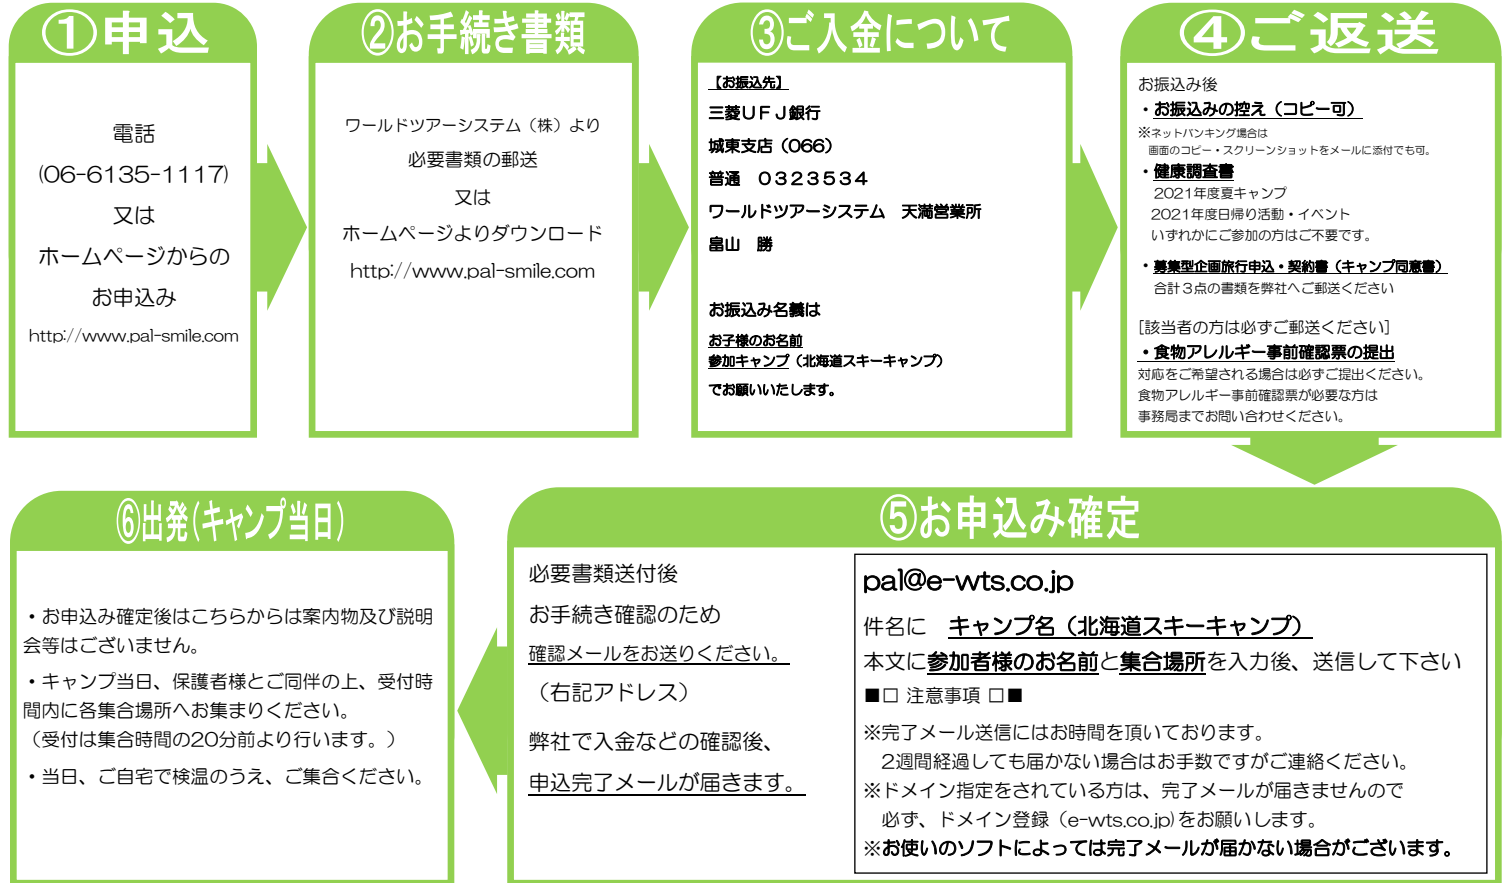 ①申込
電話
(06-6135-1117)
又は
ホームページからの
お申込み
http://www.pal-smile.com
②お手続き書類
ワールドツアーシステム（株）より
必要書類の郵送
又は
ホームページよりダウンロード
http://www.pal-smile.com
③ご入金について
【お振込先】
三菱ＵＦＪ銀行
城東支店（066）
普通　０３２３５３４
ワールドツアーシステム　天満営業所
畠山　勝
お振込み名義は
お子様のお名前
参加キャンプ（北海道スキーキャンプ）
でお願いいたします。
④ご返送
お振込み後
・お振込みの控え（コピー可）
※ネットバンキング場合は
画面のコピー・スクリーンショットをメールに添付でも可。
・健康調査書
2021年度夏キャンプ
2021年度日帰り活動・イベント
いずれかにご参加の方はご不要です。
・募集型企画旅行申込・契約書（キャンプ同意書）
合計３点の書類を弊社へご郵送ください
[該当者の方は必ずご郵送ください]
・食物アレルギー事前確認票の提出
対応をご希望される場合は必ずご提出ください。
食物アレルギー事前確認票が必要な方は
事務局までお問い合わせください。
⑤お申込み確定
必要書類送付後
お手続き確認のため
確認メールをお送りください。
（右記アドレス）
弊社で入金などの確認後、
申込完了メールが届きます。
pal@e-wts.co.jp
件名に　キャンプ名（北海道スキーキャンプ）
本文に参加者様のお名前と集合場所を入力後、送信して下さい
■□ 注意事項 □■
※完了メール送信にはお時間を頂いております。
2週間経過しても届かない場合はお手数ですがご連絡ください。
※ドメイン指定をされている方は、完了メールが届きませんので
必ず、ドメイン登録（e-wts.co.jp)をお願いします。
※お使いのソフトによっては完了メールが届かない場合がございます。
⑥出発(キャンプ当日)
・お申込み確定後はこちらからは案内物及び説明
会等はございません。
・キャンプ当日、保護者様とご同伴の上、受付時
間内に各集合場所へお集まりください。
（受付は集合時間の20分前より行います。）
・当日、ご自宅で検温のうえ、ご集合ください。